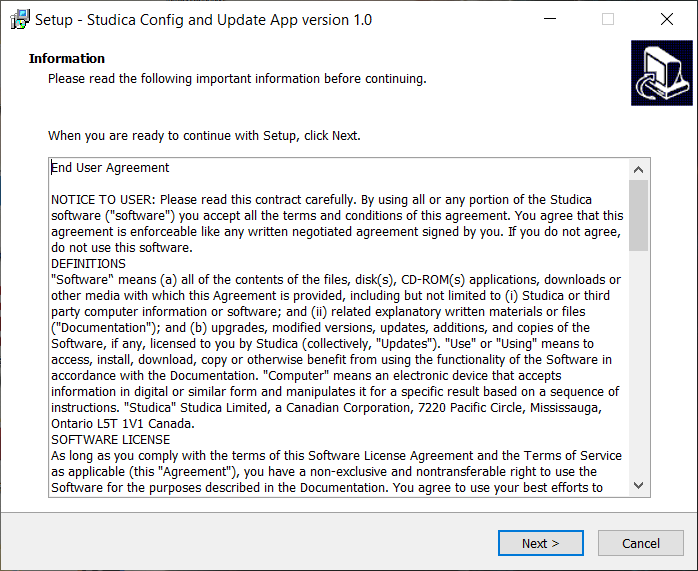 Setup - Studica Config and Update App version 1.0
Information
Please read the following important information before continuing.
When you are ready to continue with Setup, click Next.
End User Agreement
NOTICE TO USER: Please read this contract carefully. By using all or any portion of the Studica
software ("software") you accept all the terms and conditions of this agreement. You agree that this
agreement is enforceable like any written negotiated agreement signed by you. If you do not agree,
do not use this software.
DEFINITIONS
"Software" means (a) all of the contents of the files, disk(s), CD-ROM(s) applications, downloads or
other media with which this Agreement is provided, including but not limited to (i) Studica or third
party computer information or software; and (ii) related explanatory written materials or files
("Documentation"); and (b) upgrades, modified versions, updates, additions, and copies of the
Software, if any, licensed to you by Studica (collectively, "Updates"). "Use" or "Using" means to
access, install, download, copy or otherwise benefit from using the functionality of the Software in
accordance with the Documentation. "Computer" means an electronic device that accepts
information in digital or similar form and manipulates it for a specific result based on a sequence of
instructions. "Studica" Studica Limited, a Canadian Corporation, 7220 Pacific Circle, Mississauga,
Ontario L5T 1V1 Canada.
SOFTWARE LICENSE
As long as you comply with the terms of this Software License Agreement and the Terms of Service
as applicable (this "Agreement"), you have a non-exclusive and nontransferable right to use the
Software for the purposes described in the Documentation. You agree to use your best efforts to
Next >
Cancel